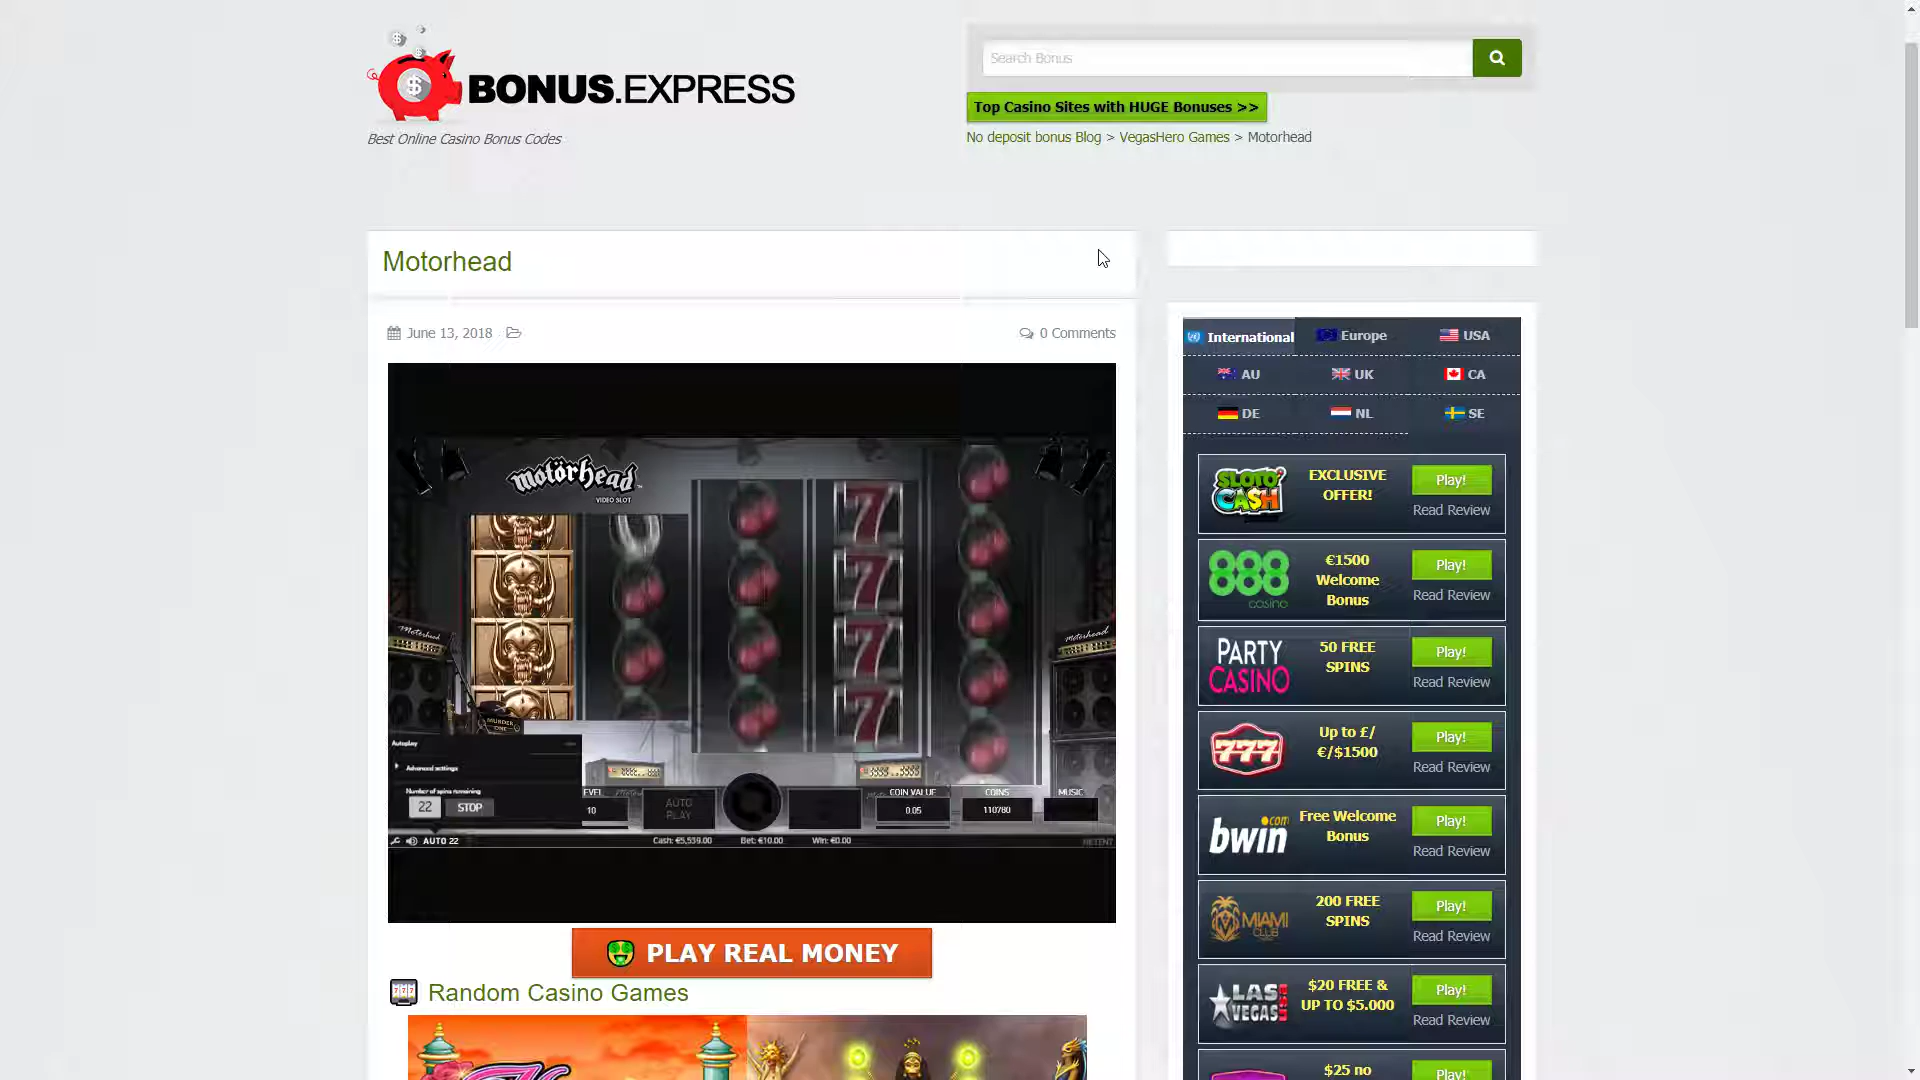 BONUS.EXPRESS
Best Online Casino Bonus Codes
Search Bonus
Top Casino Sites with HUGE Bonuses >>
No deposit bonus Blog > VegasHero Games > Motorhead
Motorhead
June 13, 2018
0 Comments
motörhead
VIDEO SLOT
Motörhead
Motörhead
MURDER ONE
Autoplay
Advanced settings
Number of spins remaining
22 STOP
EVEL
10
AUTO PLAY
COIN VALUE
0.05
COINS
110780
MUSIC
AUTO 22
Cash: €5,539.00 Bet: €10.00 Win: €0.00
NETENT
PLAY REAL MONEY
777
Random Casino Games
International Europe USA
AU UK CA
DE NL SE
SLOTO CASH
EXCLUSIVE OFFER!
Play!
Read Review
888 casino
€1500 Welcome Bonus
Play!
Read Review
PARTY CASINO
50 FREE SPINS
Play!
Read Review
777
Up to £/€/$1500
Play!
Read Review
bwin.com
Free Welcome Bonus
Play!
Read Review
MIAMI CLUB
200 FREE SPINS
Play!
Read Review
LAS VEGAS USA
$20 FREE & UP TO $5.000
Play!
Read Review
$25 no
Play!